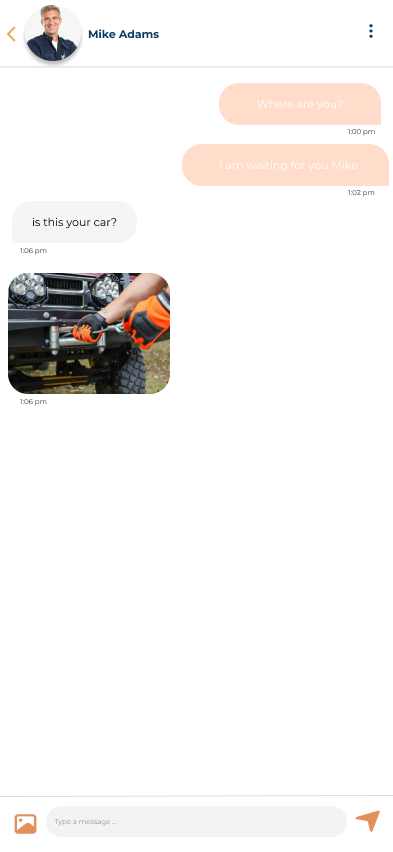 Mike Adams
Where are you?
1:00 pm
I am waiting for you Mike
1:02 pm
is this your car?
1:06 pm
1:06 pm
Type a message ...